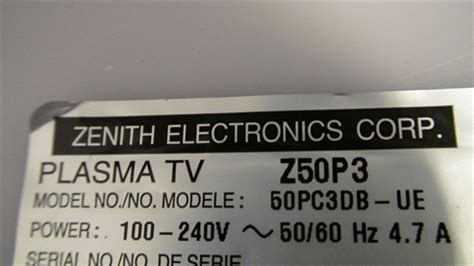 ZENITH ELECTRONICS CORP.
PLASMA TV Z50P3
MODEL NO./NO. MODELE: 50PC3DB-UE
POWER: 100-240V ~ 50/60 Hz 4.7 A
SERIAL NO./NO. DE SERIE